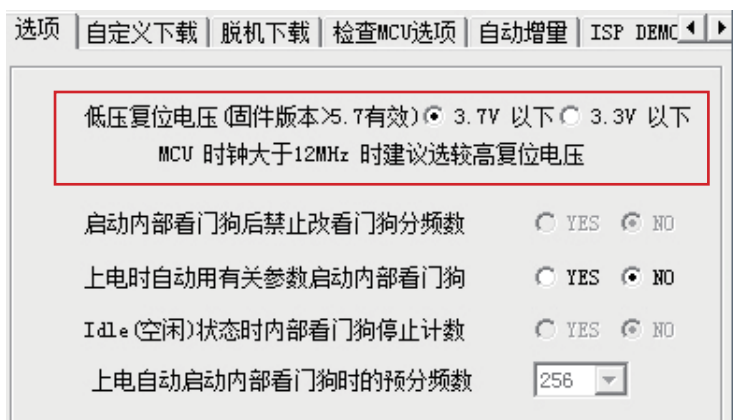 选项 自定义下载 脱机下载 检查MCU选项 自动增量 ISP DEMC
低压复位电压(固件版本>5.7有效) 3.7V 以下 3.3V 以下
MCU 时钟大于12MHz 时建议选较高复位电压
启动内部看门狗后禁止改看门狗分频数 YES NO
上电时自动用有关参数启动内部看门狗 YES NO
Idle(空闲)状态时内部看门狗停止计数 YES NO
上电自动启动内部看门狗时的预分频数 256